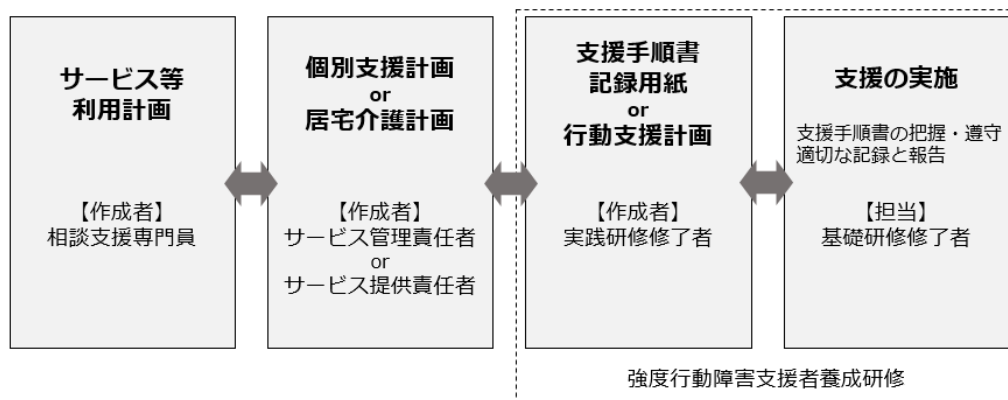 サービス等
利用計画
【作成者】
相談支援専門員
個別支援計画
or
居宅介護計画
【作成者】
サービス管理責任者
or
サービス提供責任者
支援手順書
記録用紙
or
行動支援計画
【作成者】
実践研修修了者
支援の実施
支援手順書の把握・遵守
適切な記録と報告
【担当】
基礎研修修了者
強度行動障害支援者養成研修